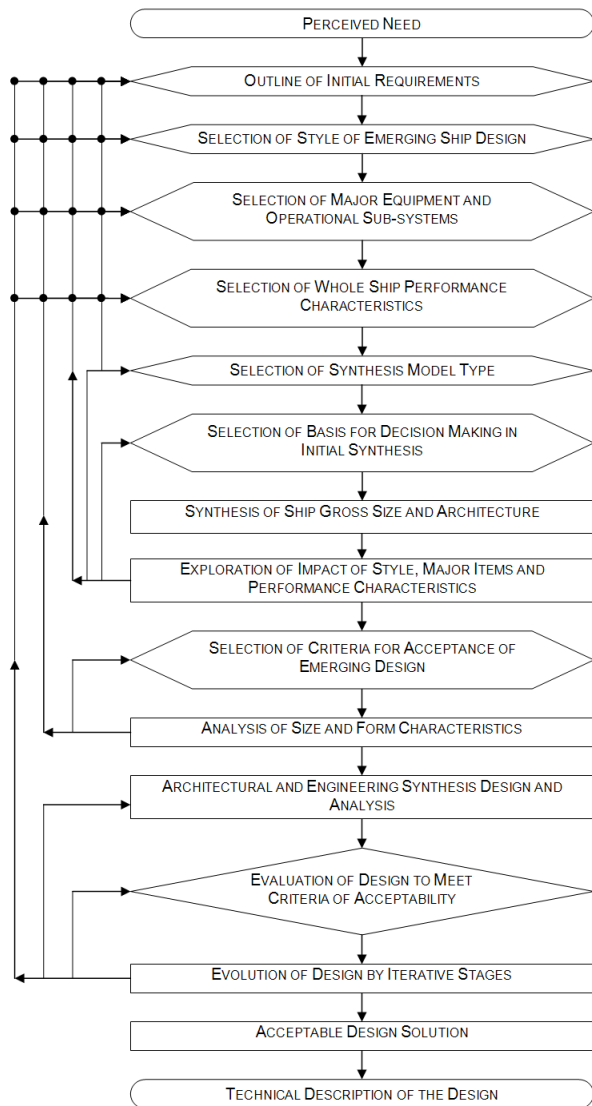 PERCEIVED NEED
OUTLINE OF INITIAL REQUIREMENTS
SELECTION OF STYLE OF EMERGING SHIP DESIGN
SELECTION OF MAJOR EQUIPMENT AND
OPERATIONAL SUB-SYSTEMS
SELECTION OF WHOLE SHIP PERFORMANCE
CHARACTERISTICS
SELECTION OF SYNTHESIS MODEL TYPE
SELECTION OF BASIS FOR DECISION MAKING IN
INITIAL SYNTHESIS
SYNTHESIS OF SHIP GROSS SIZE AND ARCHITECTURE
EXPLORATION OF IMPACT OF STYLE, MAJOR ITEMS AND
PERFORMANCE CHARACTERISTICS
SELECTION OF CRITERIA FOR ACCEPTANCE OF
EMERGING DESIGN
ANALYSIS OF SIZE AND FORM CHARACTERISTICS
ARCHITECTURAL AND ENGINEERING SYNTHESIS DESIGN AND
ANALYSIS
EVALUATION OF DESIGN TO MEET
CRITERIA OF ACCEPTABILITY
EVOLUTION OF DESIGN BY ITERATIVE STAGES
ACCEPTABLE DESIGN SOLUTION
TECHNICAL DESCRIPTION OF THE DESIGN